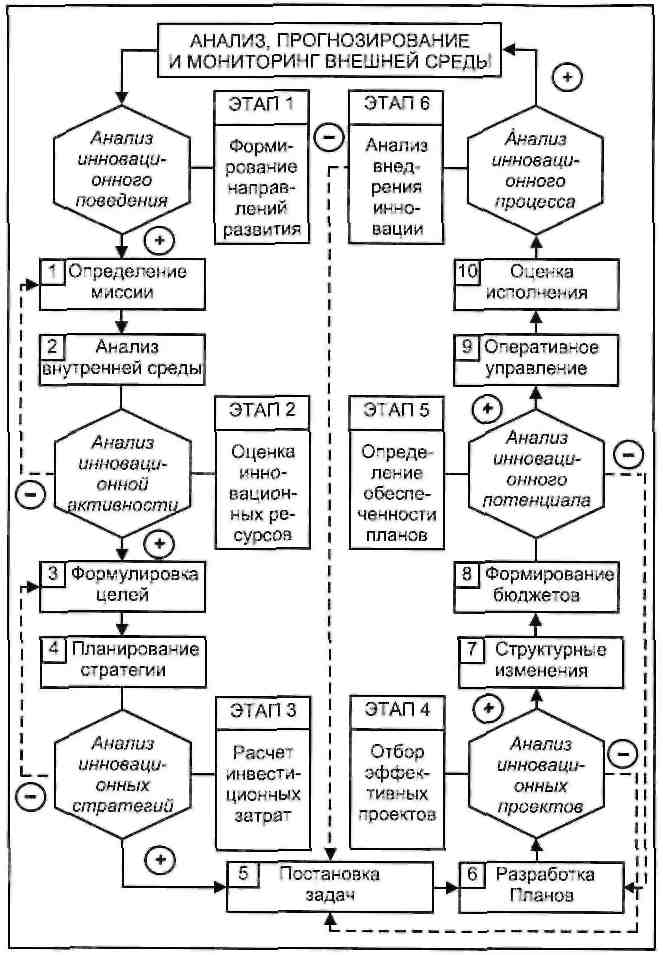 АНАЛИЗ, ПРОГНОЗИРОВАНИЕ
И МОНИТОРИНГ ВНЕШНЕЙ СРЕДЫ
Анализ
инноваци-
онного
поведения
ЭТАП 1
Форми-
рование
направ-
лений
развития
+
1 Определение
миссии
2 Анализ
внутренней среды
Анализ
инноваци-
онной
активности
ЭТАП 2
Оценка
инно-
вацион-
ных ре-
сурсов
−
+
3 Формулировка
целей
4 Планирование
стратегии
Анализ
инноваци-
онных
стратегий
ЭТАП 3
Расчет
инвести-
ционных
затрат
−
+
5 Постановка
задач
6 Разработка
Планов
ЭТАП 4
Отбор
эффек-
тивных
проектов
Анализ
инноваци-
онных
проектов
+
−
7 Структурные
изменения
8 Формирование
бюджетов
ЭТАП 5
Опреде-
ление
обеспе-
ченности
планов
Анализ
инноваци-
онного
потенциала
+
−
9 Оперативное
управление
10 Оценка
исполнения
ЭТАП 6
Анализ
внед-
рения
инно-
вации
Анализ
инноваци-
онного
процесса
−
+